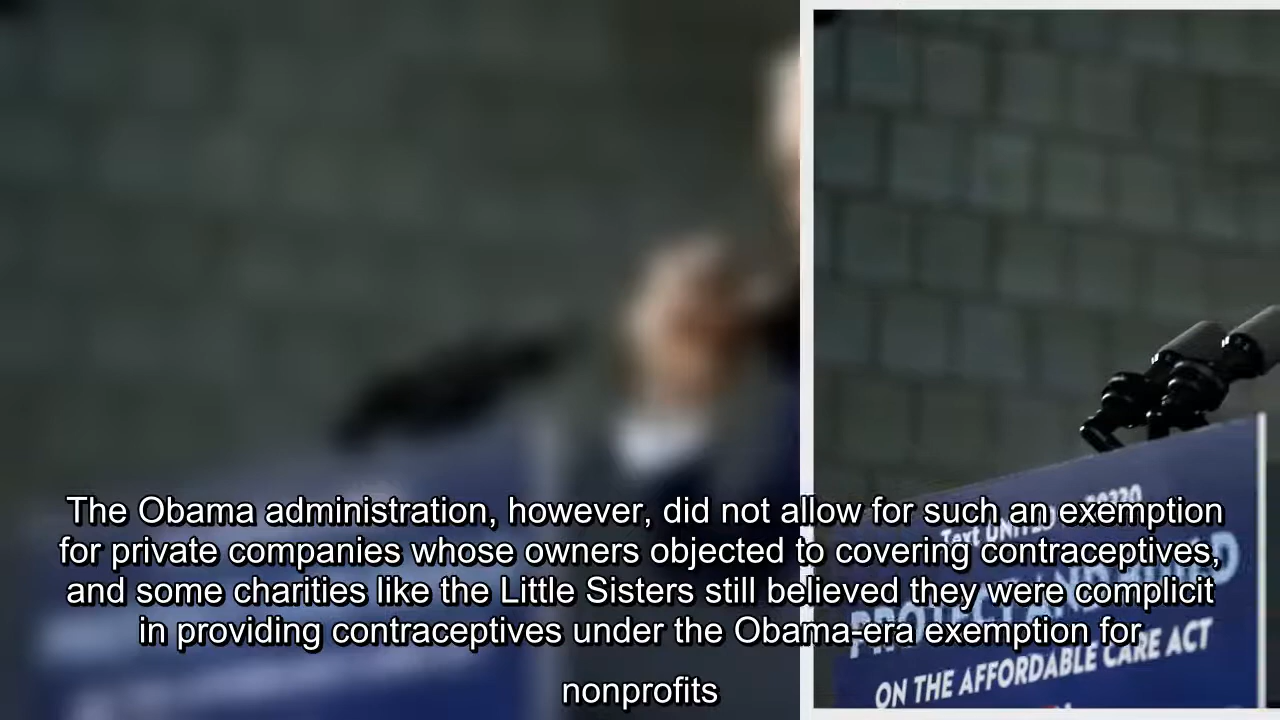 The Obama administration, however, did not allow for such an exemption
for private companies whose owners objected to covering contraceptives,
and some charities like the Little Sisters still believed they were complicit
in providing contraceptives under the Obama-era exemption for
nonprofits
Text
ON THE AFFORDABLE CARE ACT